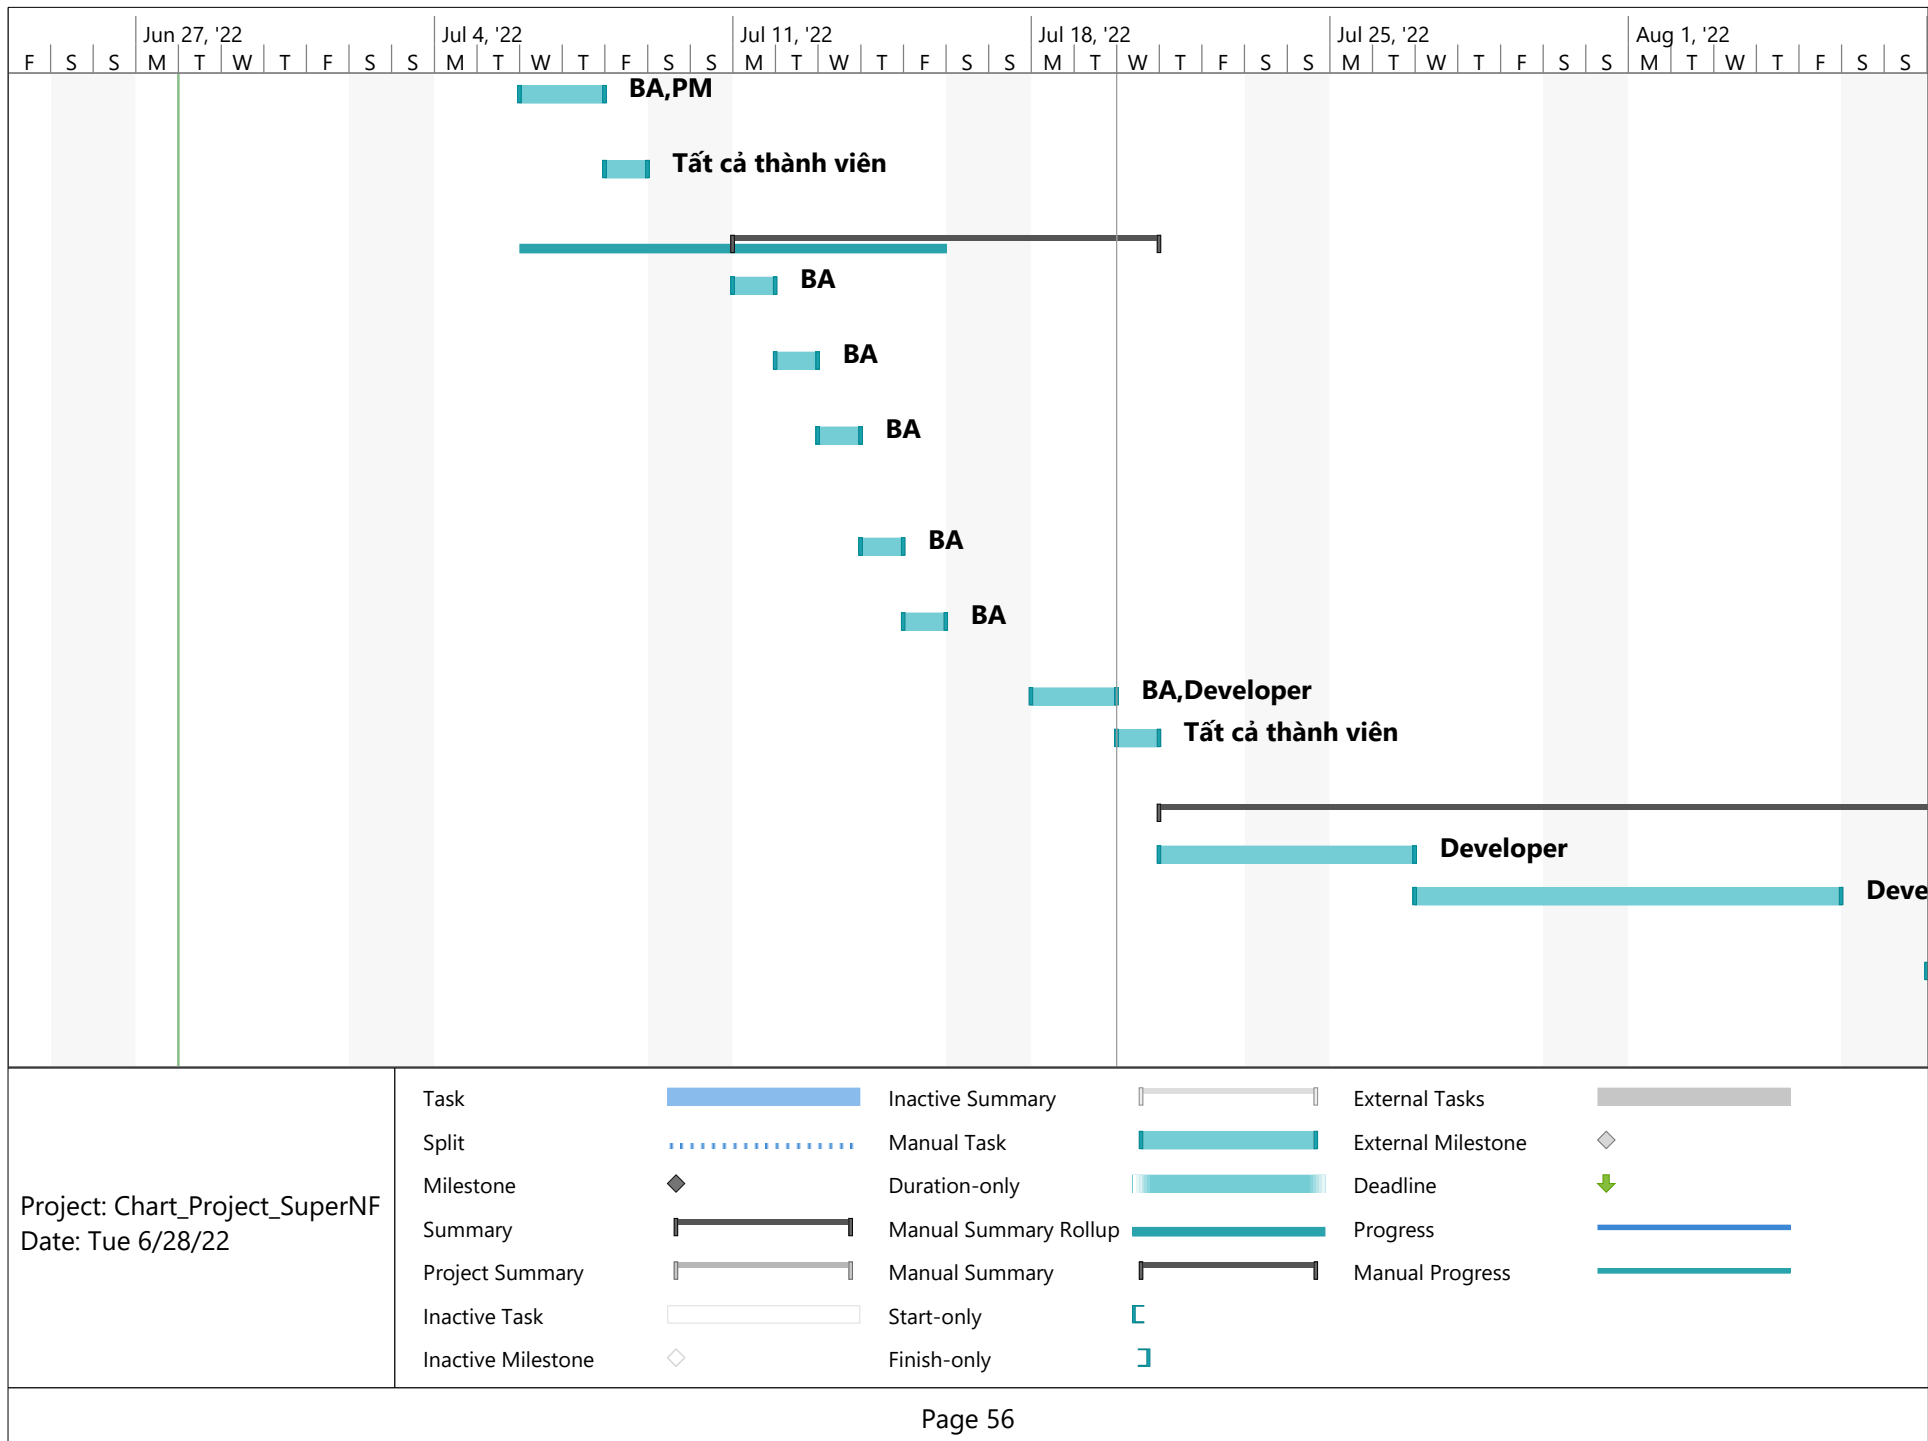 Jun 27, '22 Jul 4, '22 Jul 11, '22 Jul 18, '22 Jul 25, '22 Aug 1, '22
F S S M T W T F S S M T W T F S S M T W T F S S M T W T F S S M T W T F S S M T W T F S S
BA,PM
Tất cả thành viên
BA
BA
BA
BA
BA
BA,Developer
Tất cả thành viên
Developer
Deve
Project: Chart_Project_SuperNF
Date: Tue 6/28/22
Task
Split
Milestone
Summary
Project Summary
Inactive Task
Inactive Milestone
Inactive Summary
Manual Task
Duration-only
Manual Summary Rollup
Manual Summary
Start-only
Finish-only
External Tasks
External Milestone
Deadline
Progress
Manual Progress
Page 56